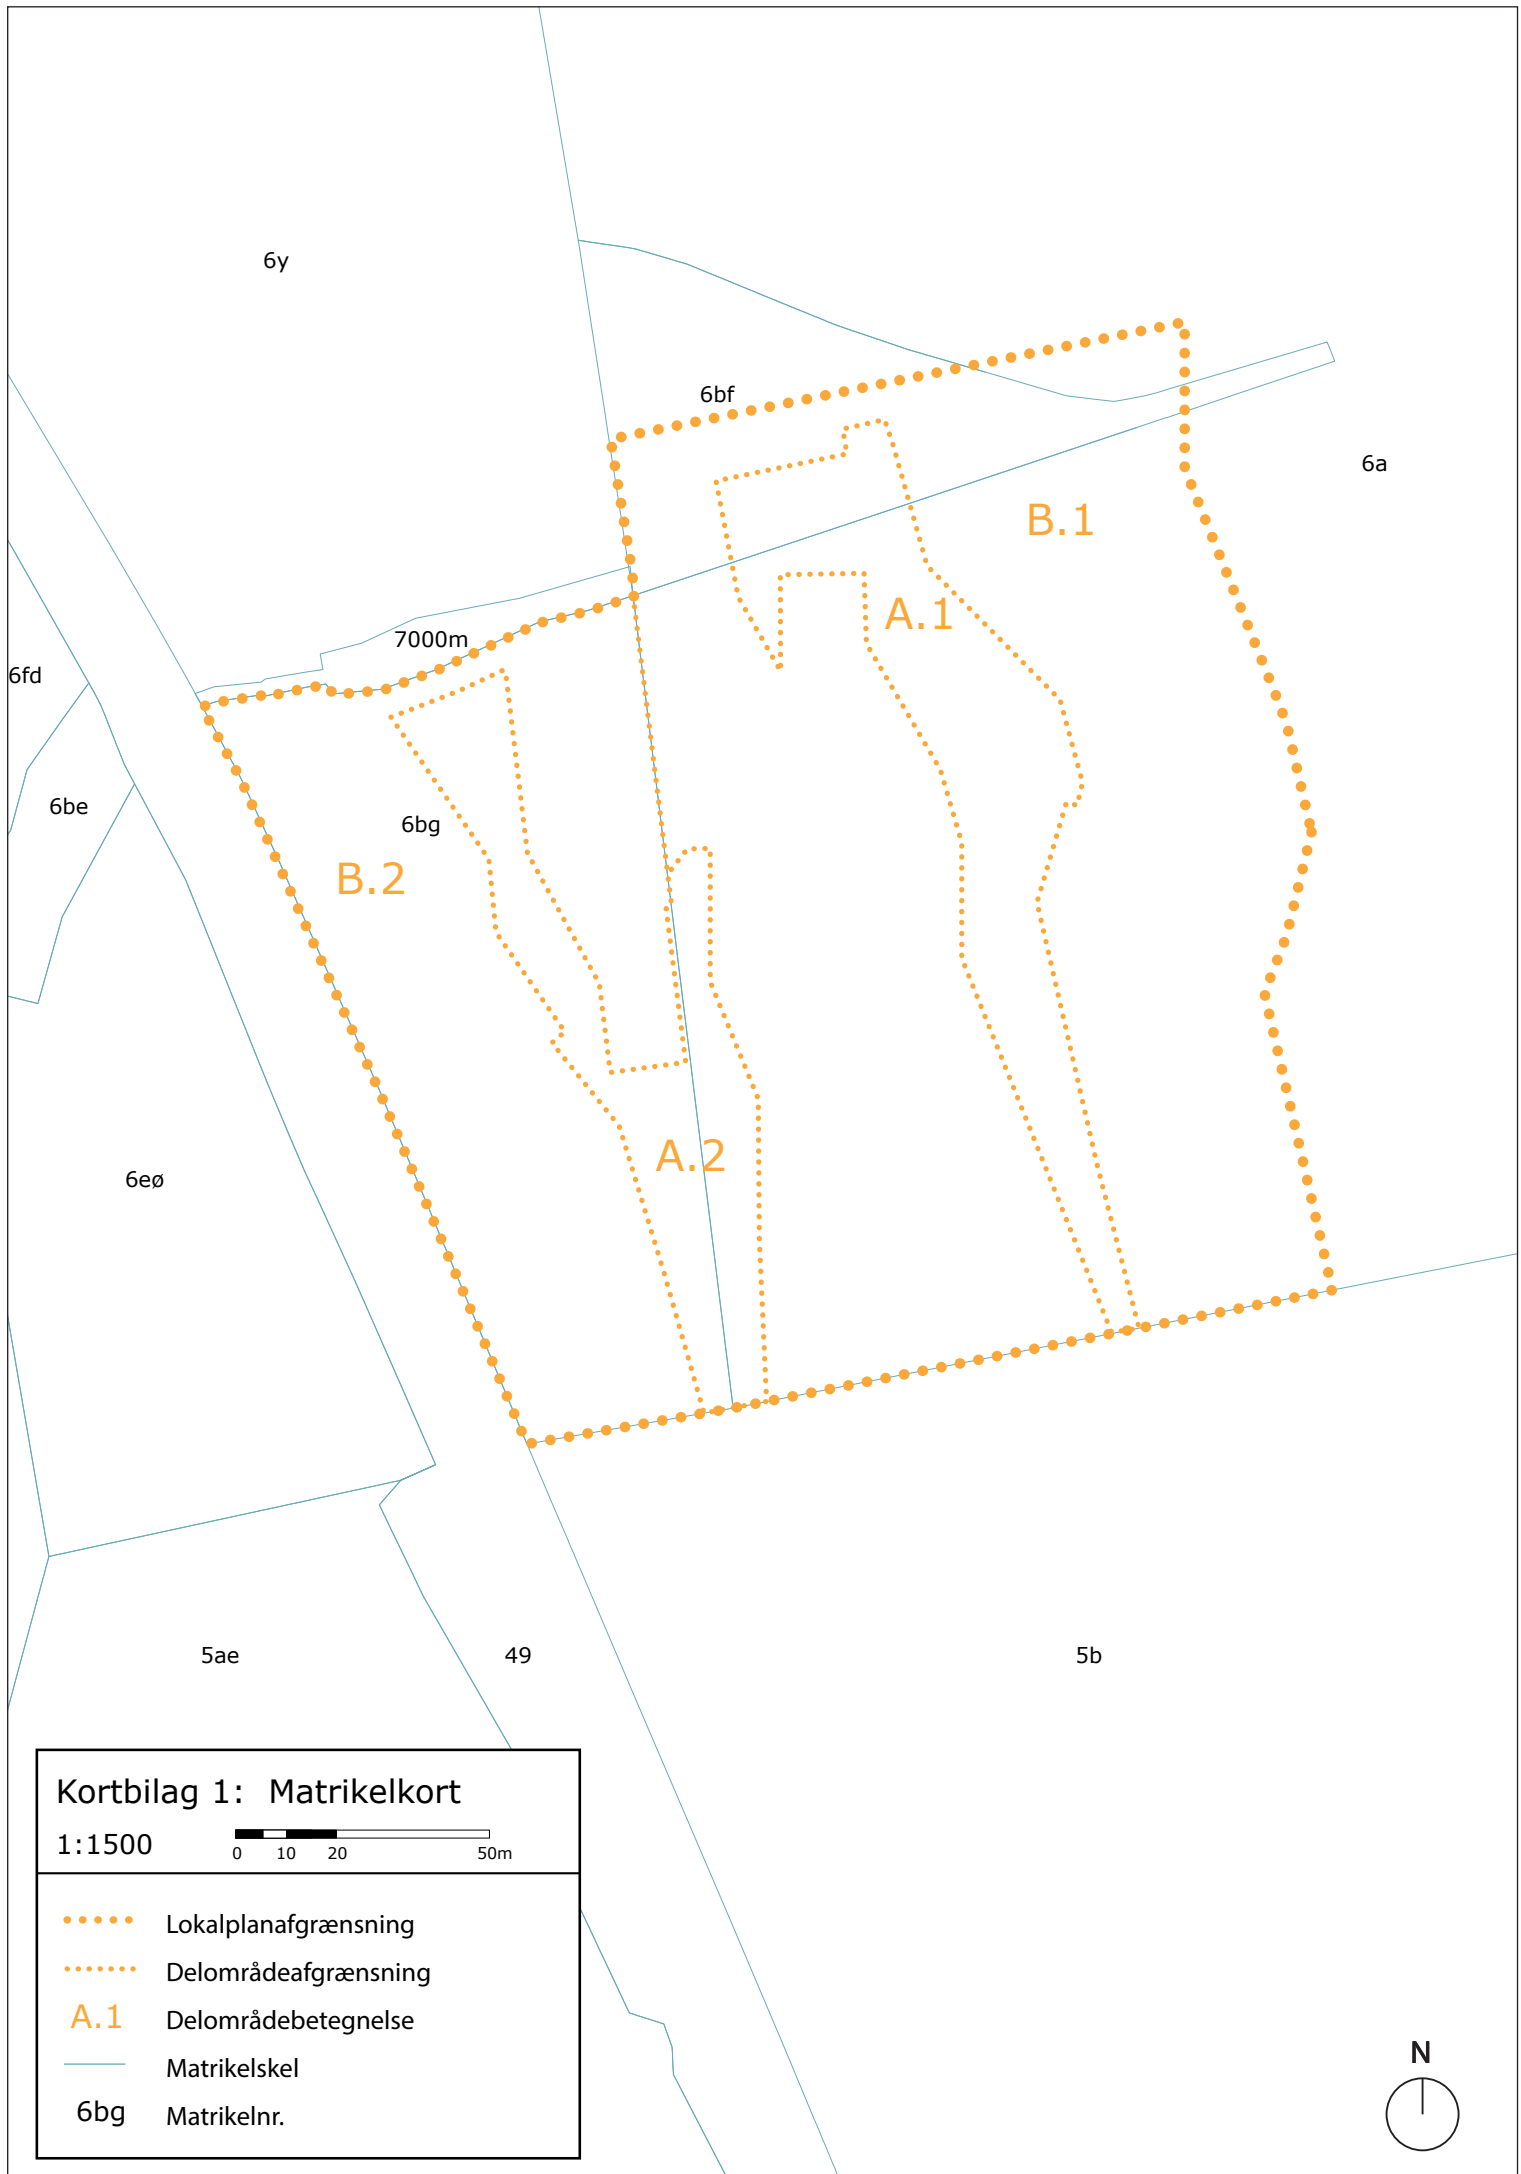 6y
6bf
6a
B.1
A.1
7000m
6fd
6be
6bg
B.2
A.2
6eø
5ae
49
5b
Kortbilag 1: Matrikelkort
1:1500
0 10 20 50m
Lokalplanafgrænsning
Delområdeafgrænsning
A.1 Delområdebetegnelse
Matrikelskel
6bg Matrikelnr.
N